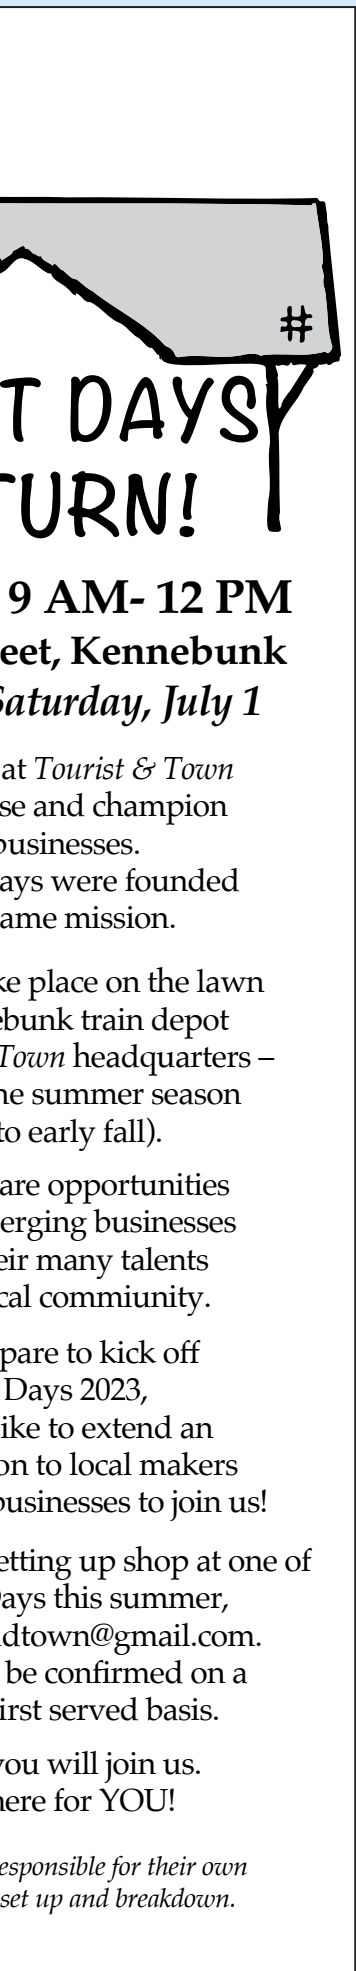 #
T DAYS
TURN!
9 AM- 12 PM
eet, Kennebunk
Saturday, July 1
at Tourist & Town
se and champion
businesses.
ays were founded
ame mission.
ke place on the lawn
ebunk train depot
Town headquarters –
he summer season
to early fall).
are opportunities
erging businesses
eir many talents
cal commiunity.
pare to kick off
Days 2023,
ike to extend an
on to local makers
businesses to join us!
etting up shop at one of
Days this summer,
ndtown@gmail.com.
be confirmed on a
first served basis.
you will join us.
here for YOU!
esponsible for their own
set up and breakdown.